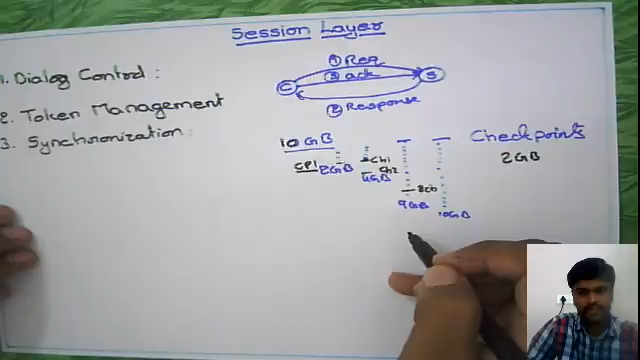 Session Layer
1. Dialog Control :
① Req
③ ack
C
S
② Response
2. Token Management
3. Synchronization :
10 GB
Checkpoints
2GB
CP1 2GB
Ch1
Ch2
4GB
9GB
10GB